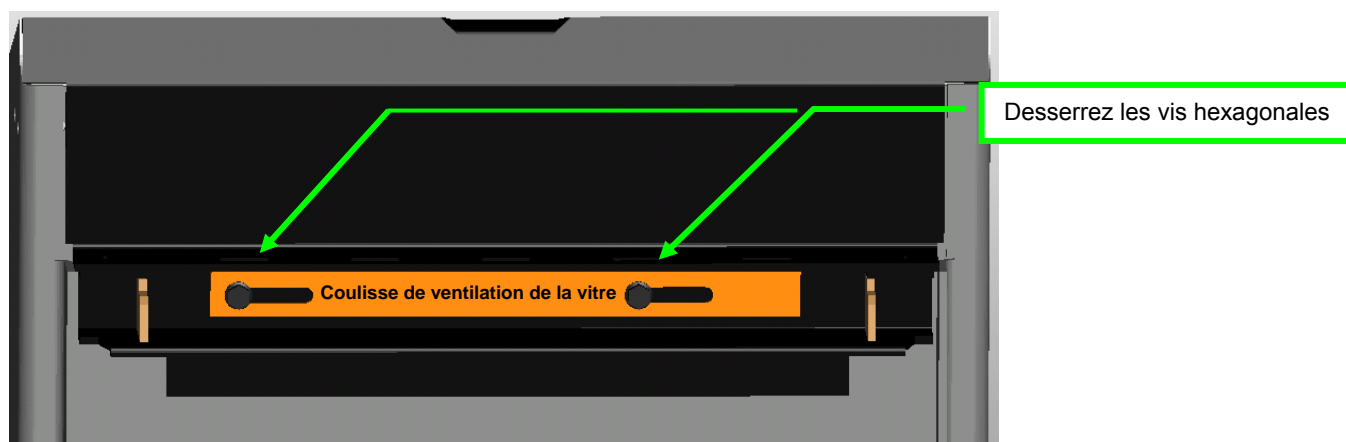 Desserrez les vis hexagonales
Coulisse de ventilation de la vitre